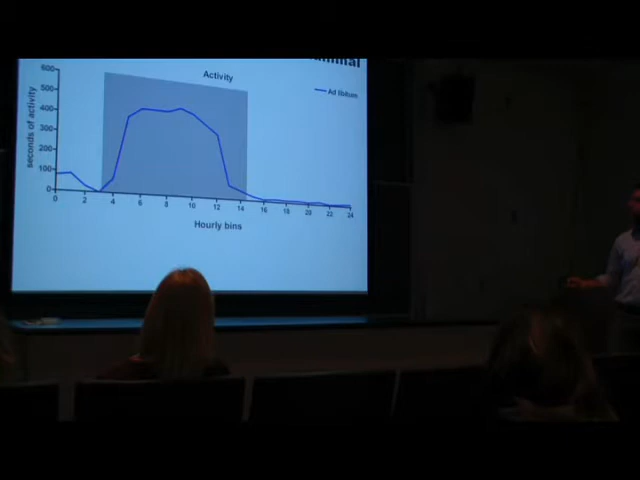 Activity
Ad libitum
600
500
400
300
200
100
0
seconds of activity
0 2 4 6 8 10 12 14 16 18 20 22 24
Hourly bins